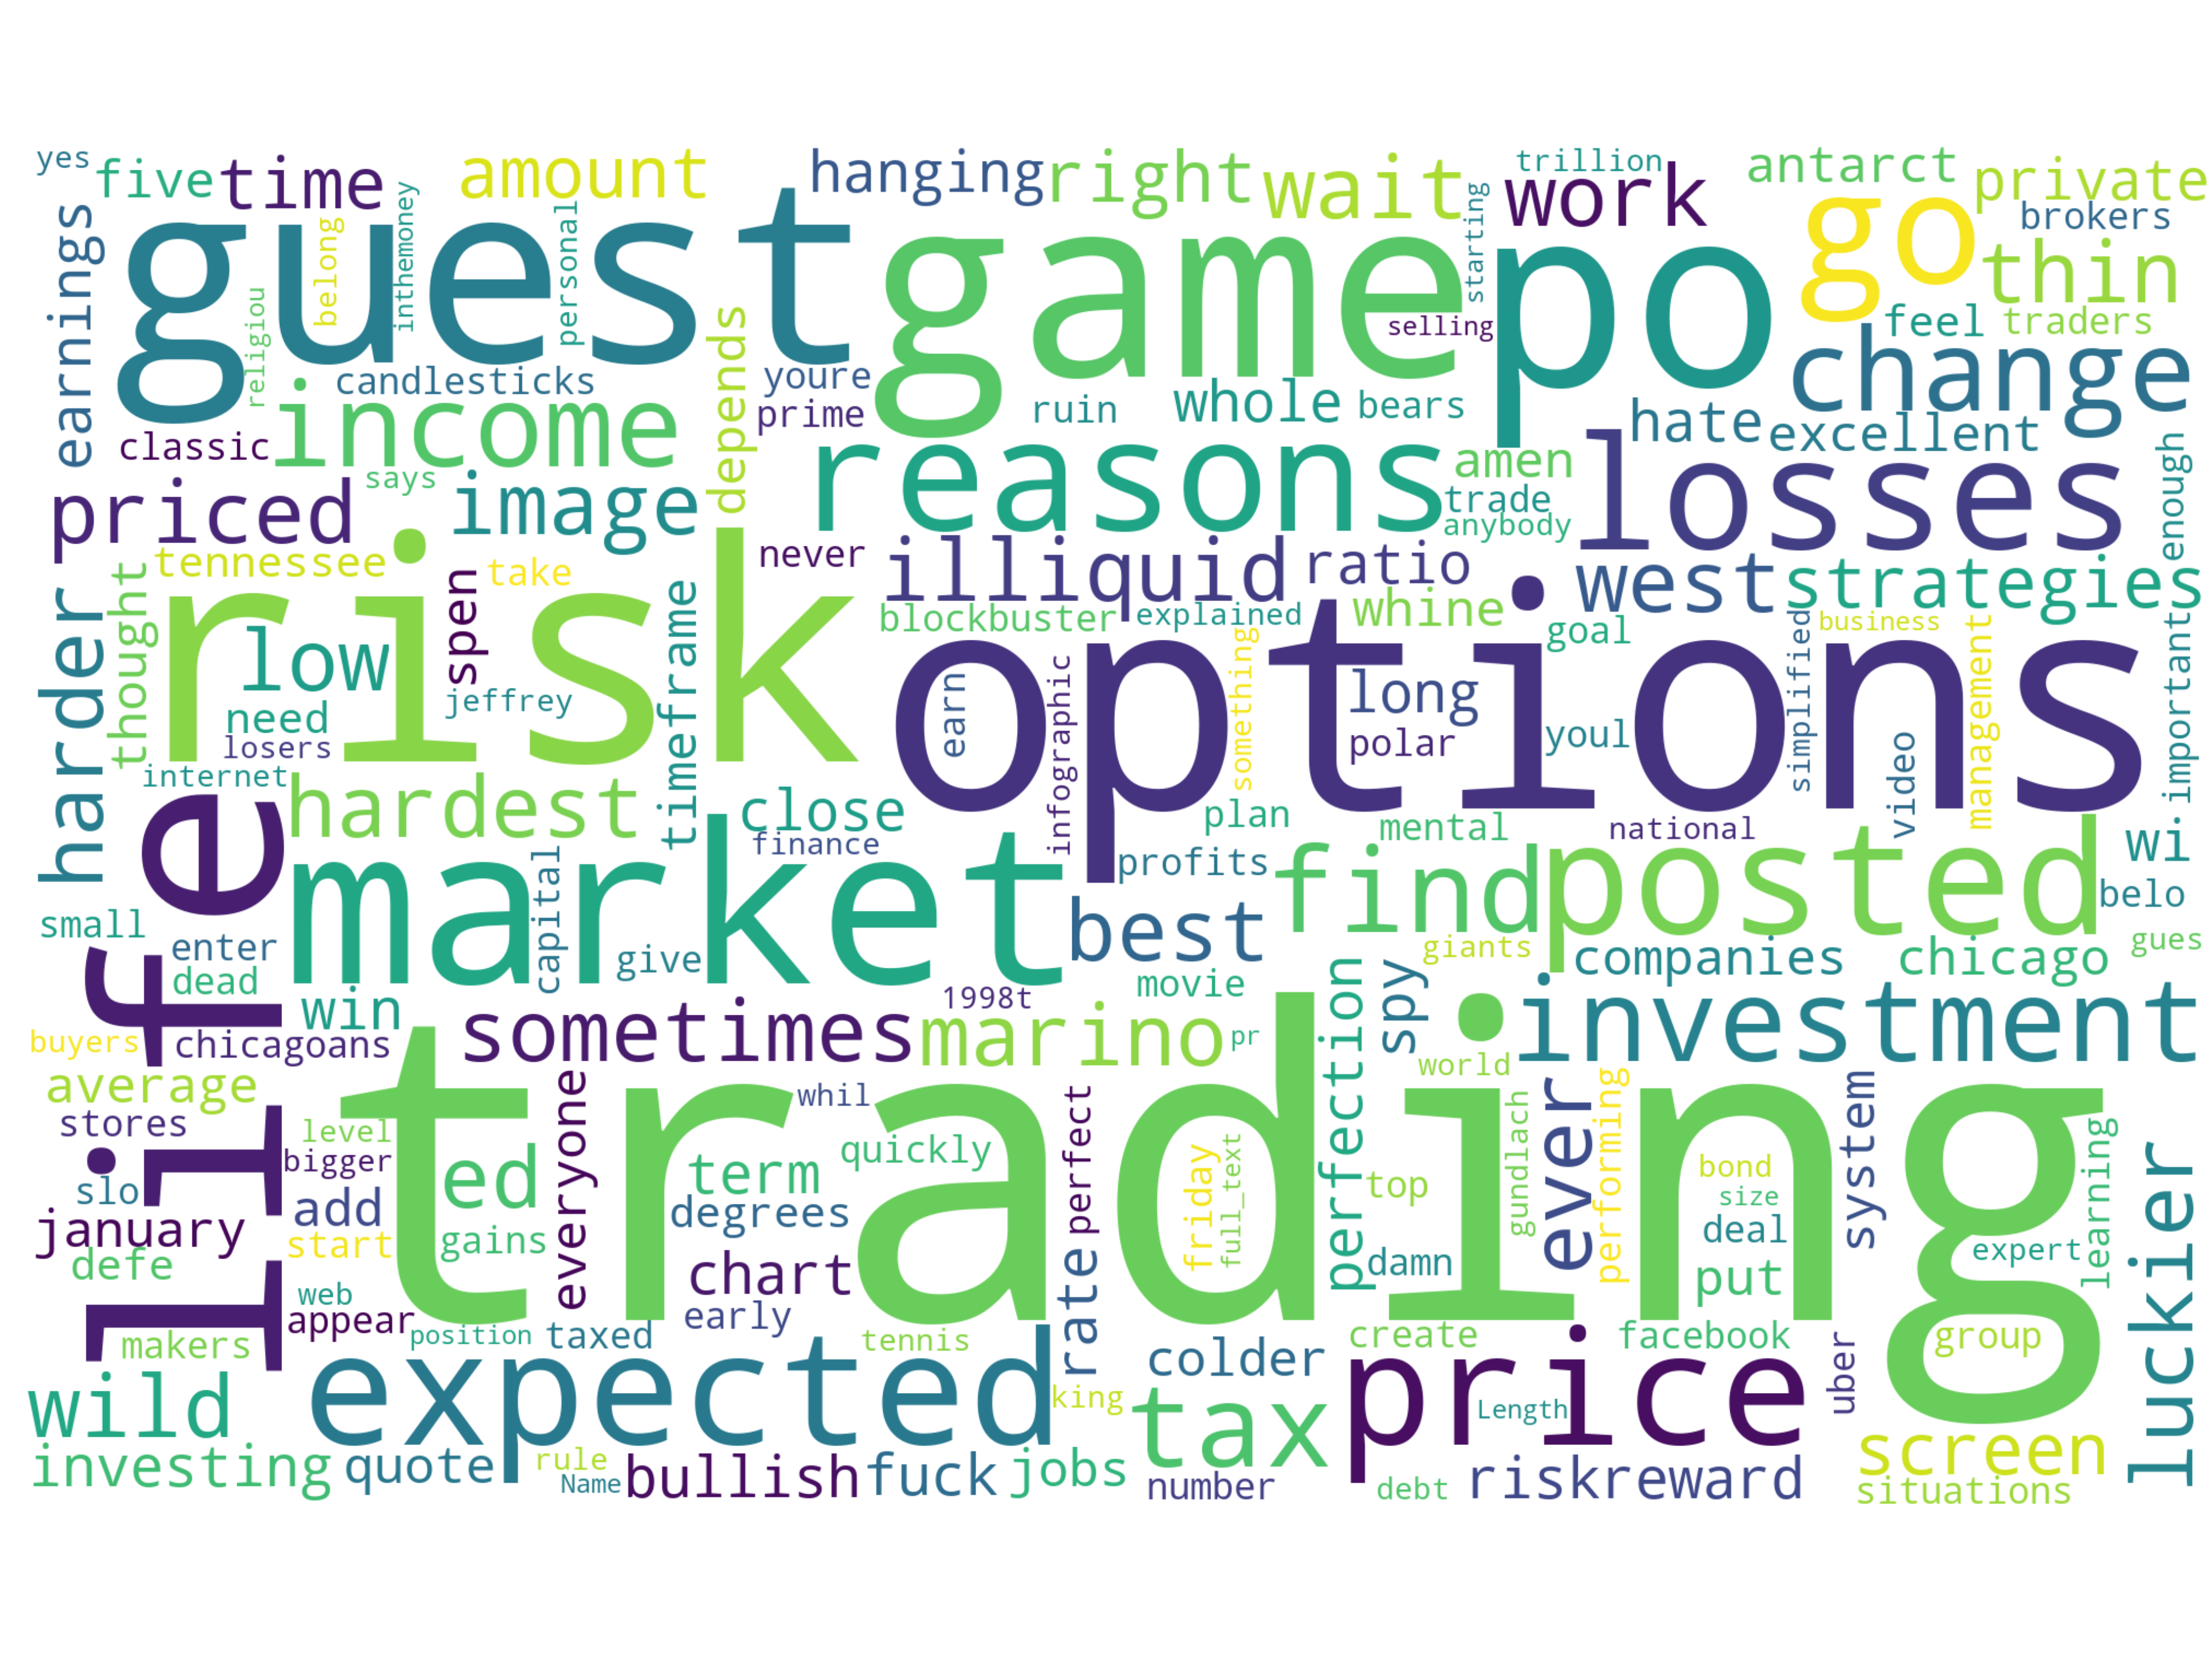 yes
five
time
amount
hanging
right
wait
trillion
work
antarct
private
brokers
earnings
guest
belong
inthemoney
personal
religiou
game
starting
selling
po
go
thin
feel
traders
change
candlesticks
depends
youre
prime
ruin
whole
bears
hate
excellent
classic
income
says
reasons
amen
trade
anybody
losses
enough
priced
image
never
illiquid
ratio
west
strategies
tennessee
take
spen
risk
blockbuster
explained
whine
goal
business
harder
thought
low
need
losers
internet
jeffrey
timeframe
options
earn
infographic
something
long
polar
youl
simplified
video
management
important
hardest
close
finance
plan
mental
national
life
market
capital
give
profits
best
find
posted
wi
belo
gues
small
enter
dead
win
giants
companies
chicago
movie
1998t
buyers
chicagoans
sometimes
marino
pr
perfection
spy
world
investment
average
stores
level
bigger
everyone
whil
quickly
perfect
trading
slo
january
add
ed
term
degrees
friday
full_text
top
gundlach
ever
performing
bond
size
deal
system
learning
expert
defe
start
gains
chart
damn
put
luckier
web
appear
early
rate
makers
position
taxed
tennis
colder
create
facebook
uber
group
wild
expected
king
tax
price
Length
screen
investing
quote
rule
Name
bullish
fuck
jobs
number
debt
riskreward
situations